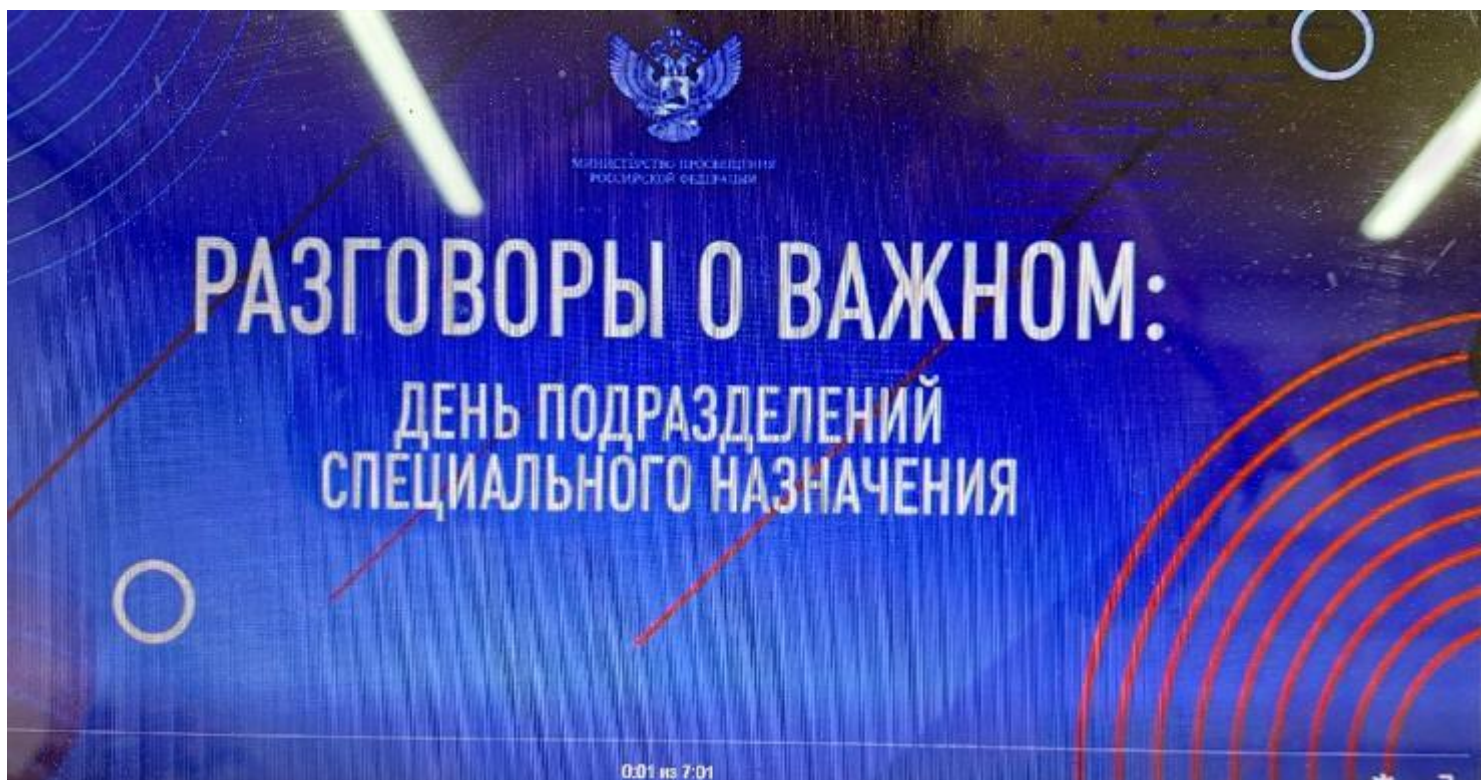 МИНИСТЕРСТВО ПРОСВЕЩЕНИЯ
РОССИЙСКОЙ ФЕДЕРАЦИИ
РАЗГОВОРЫ О ВАЖНОМ:
ДЕНЬ ПОДРАЗДЕЛЕНИЙ
СПЕЦИАЛЬНОГО НАЗНАЧЕНИЯ
0:01 из 7:01